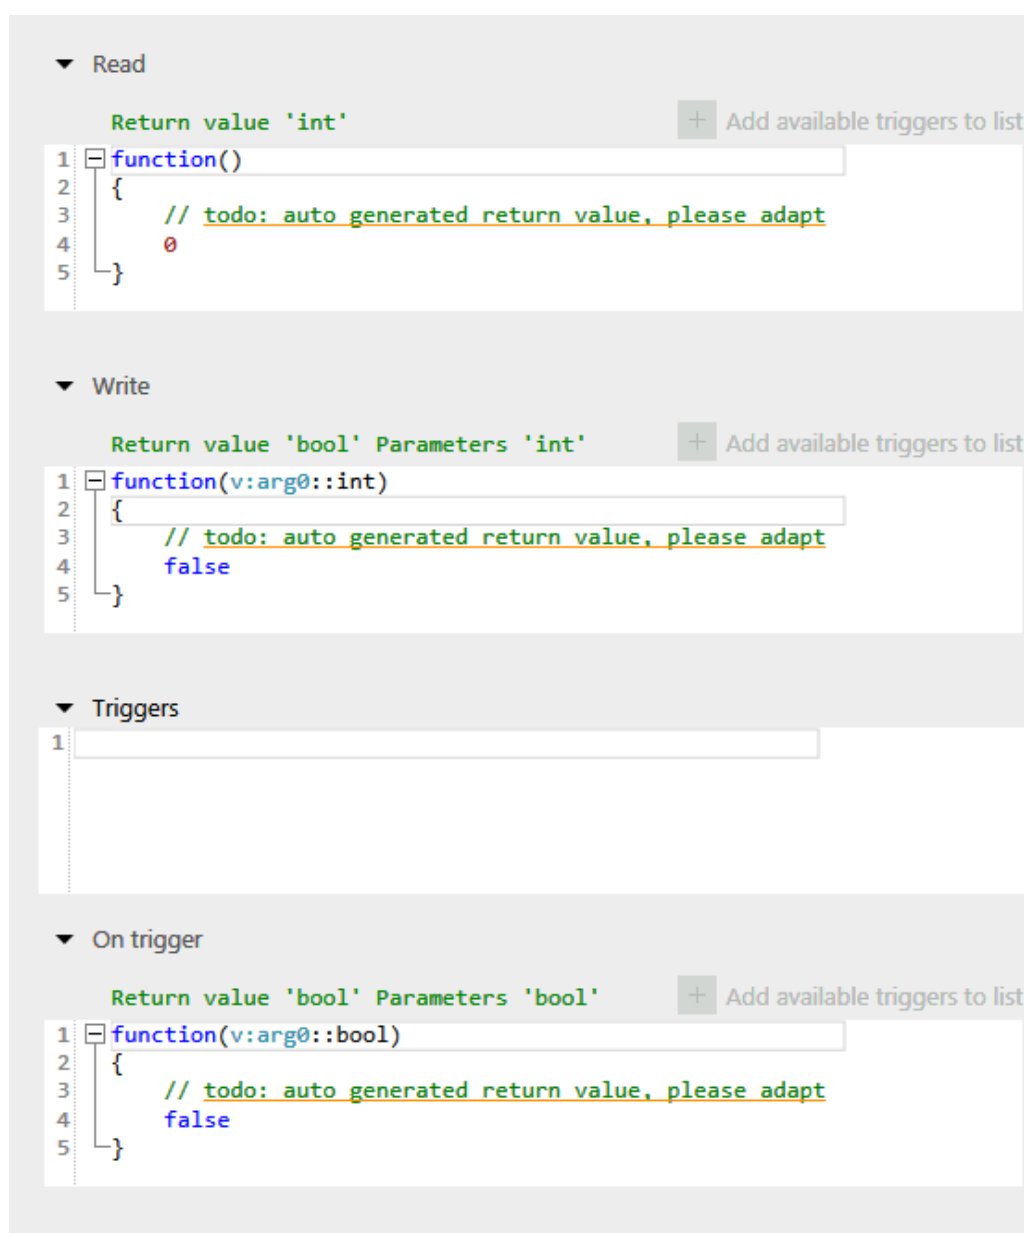 Read
Return value 'int' + Add available triggers to list
1 function()
2 {
3 // todo: auto generated return value, please adapt
4 0
5 }
Write
Return value 'bool' Parameters 'int' + Add available triggers to list
1 function(v:arg0::int)
2 {
3 // todo: auto generated return value, please adapt
4 false
5 }
Triggers
1
On trigger
Return value 'bool' Parameters 'bool' + Add available triggers to list
1 function(v:arg0::bool)
2 {
3 // todo: auto generated return value, please adapt
4 false
5 }